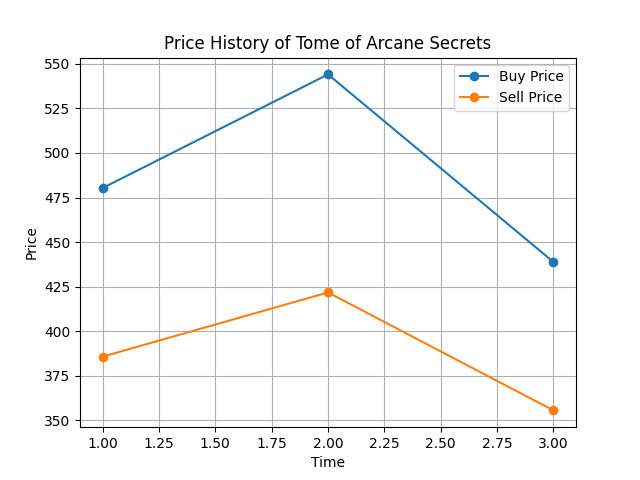 Price History of Tome of Arcane Secrets
Buy Price
Sell Price
Price
550
525
500
475
450
425
400
375
350
1.00 1.25 1.50 1.75 2.00 2.25 2.50 2.75 3.00
Time